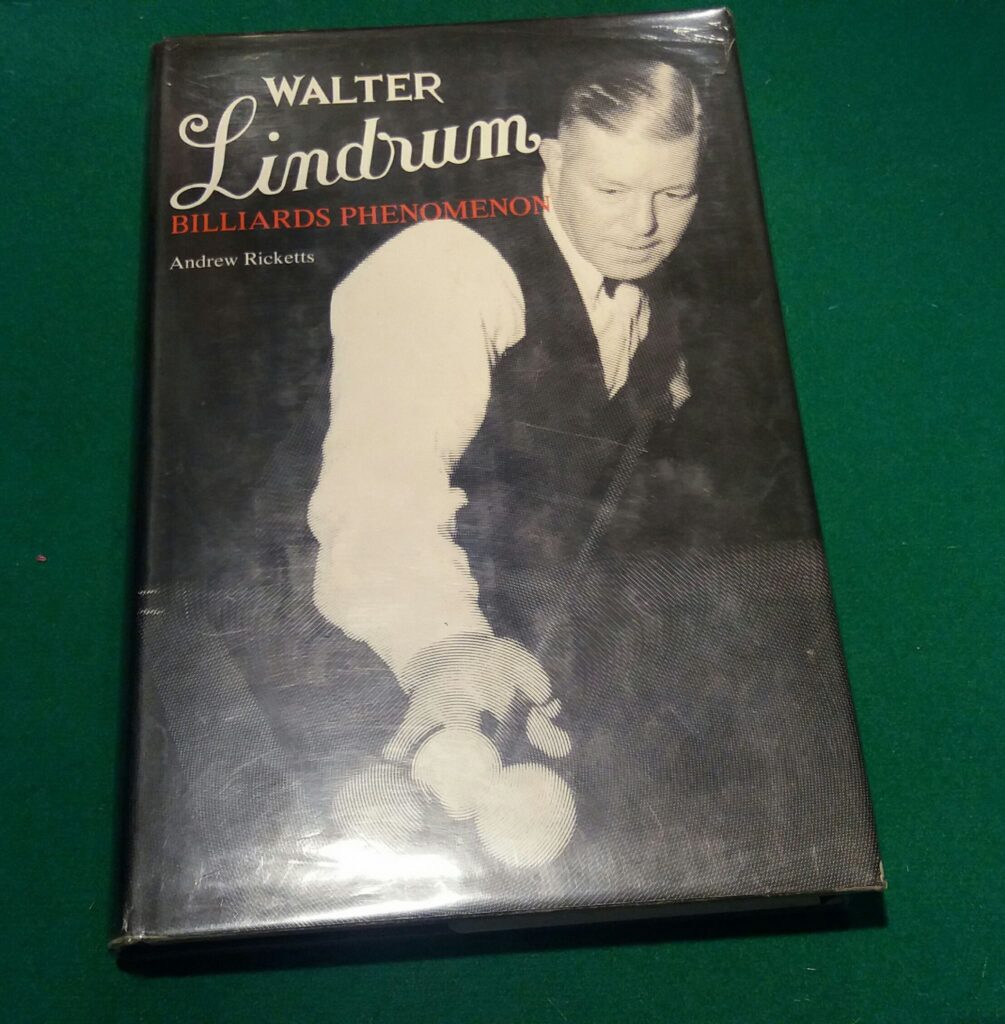 WALTER
Lindrum
BILLIARDS PHENOMENON
Andrew Ricketts